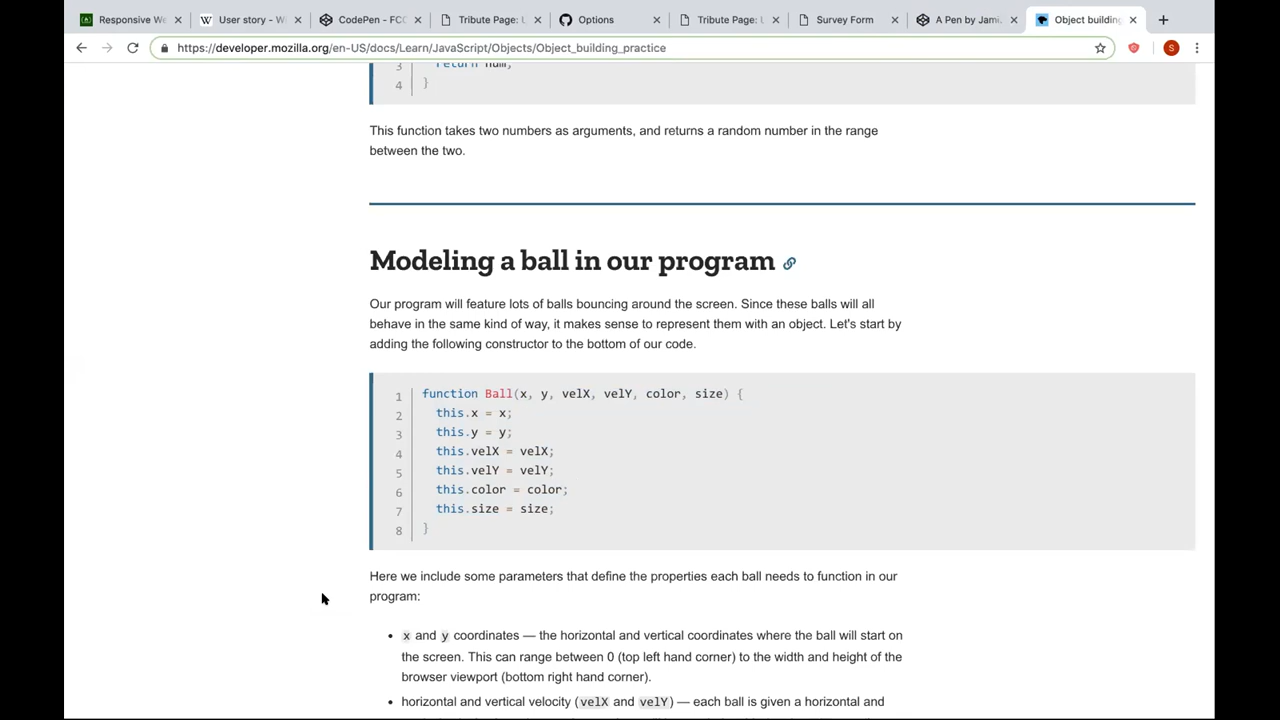 Responsive We
User story - W
CodePen - FCC
Tribute Page: U
Options
Tribute Page: U
Survey Form
A Pen by Jami
Object building
https://developer.mozilla.org/en-US/docs/Learn/JavaScript/Objects/Object_building_practice
S
3 return num;
4 }
This function takes two numbers as arguments, and returns a random number in the range
between the two.
Modeling a ball in our program
Our program will feature lots of balls bouncing around the screen. Since these balls will all
behave in the same kind of way, it makes sense to represent them with an object. Let's start by
adding the following constructor to the bottom of our code.
1 function Ball(x, y, velX, velY, color, size) {
2 this.x = x;
3 this.y = y;
4 this.velX = velX;
5 this.velY = velY;
6 this.color = color;
7 this.size = size;
8 }
Here we include some parameters that define the properties each ball needs to function in our
program:
• x and y coordinates — the horizontal and vertical coordinates where the ball will start on
the screen. This can range between 0 (top left hand corner) to the width and height of the
browser viewport (bottom right hand corner).
• horizontal and vertical velocity (velX and velY) — each ball is given a horizontal and